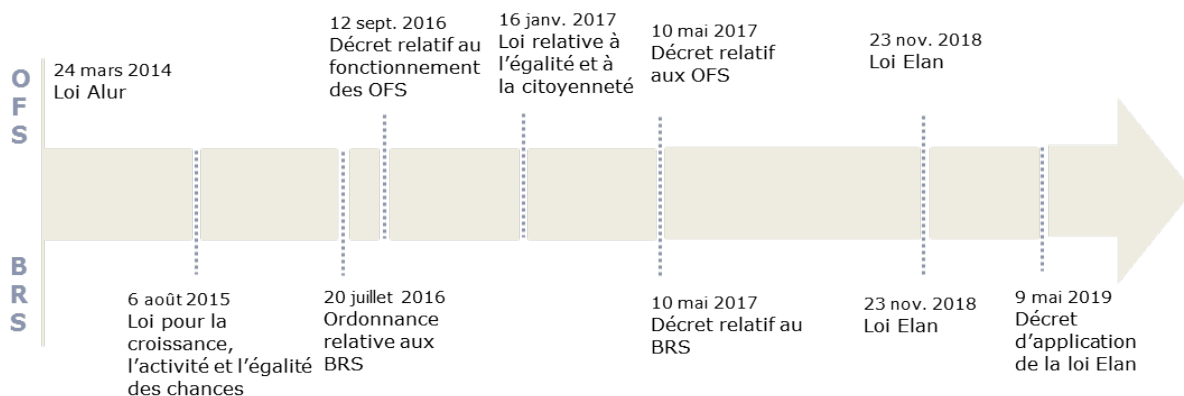 OFS
24 mars 2014
Loi Alur
12 sept. 2016
Décret relatif au
fonctionnement
des OFS
16 janv. 2017
Loi relative à
l'égalité et à
la citoyenneté
10 mai 2017
Décret relatif
aux OFS
23 nov. 2018
Loi Elan
BRS
6 août 2015
Loi pour la
croissance,
l'activité et l'égalité
des chances
20 juillet 2016
Ordonnance
relative aux
BRS
10 mai 2017
Décret relatif au
BRS
23 nov. 2018
Loi Elan
9 mai 2019
Décret
d'application
de la loi Elan